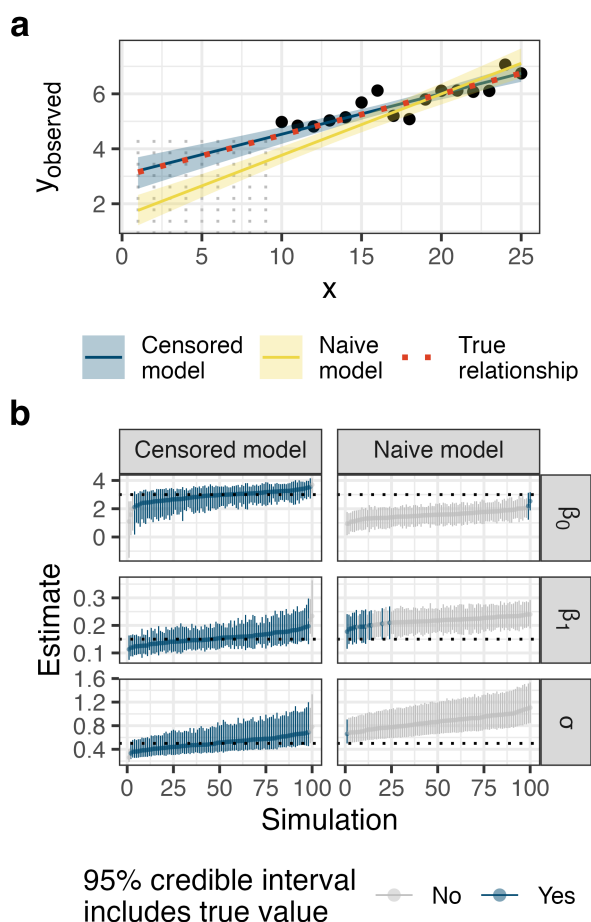 a
y observed
6
4
2
0 5 10 15 20 25
x
Censored model
Naive model
True relationship
b
Censored model Naive model
Estimate
4
2
0
β0
0.3
0.2
0.1
β1
1.6
1.2
0.8
0.4
σ
0 25 50 75 100 0 25 50 75 100
Simulation
95% credible interval
includes true value
No Yes